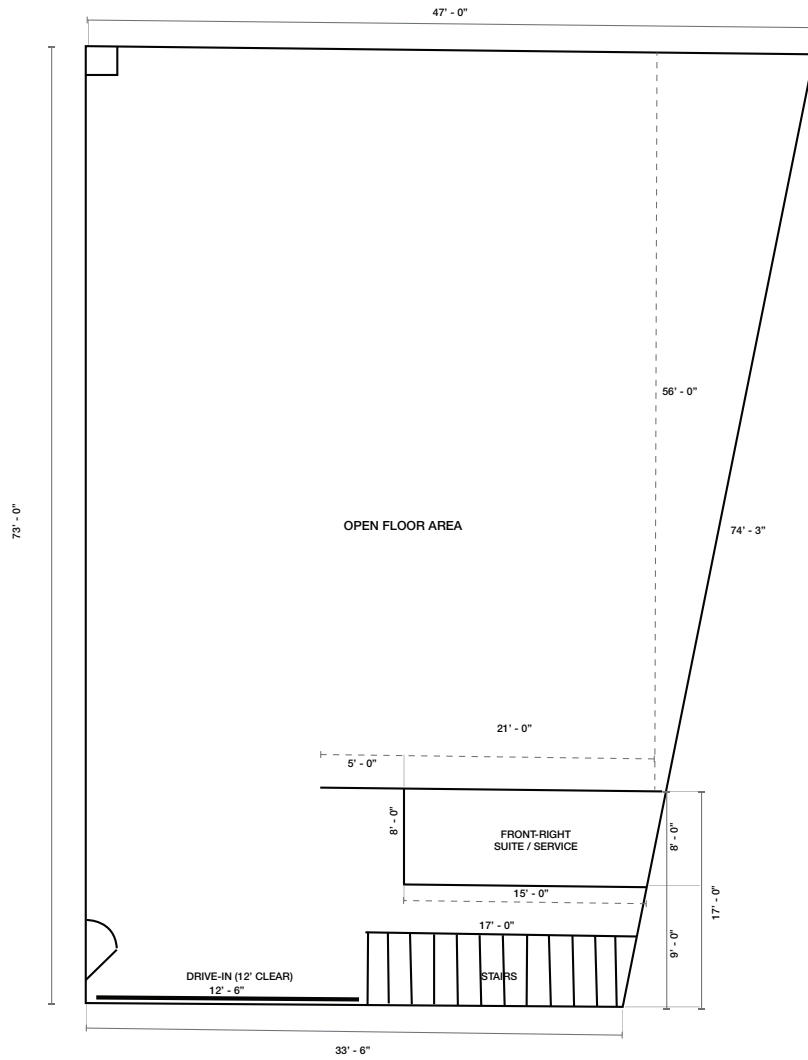 47' - 0"
56' - 0"
73' - 0"
OPEN FLOOR AREA
74' - 3"
21' - 0"
5' - 0"
8' - 0"
FRONT-RIGHT
SUITE / SERVICE
8' - 0"
15' - 0"
17' - 0"
17' - 0"
9' - 0"
DRIVE-IN (12' CLEAR)
12' - 6"
STAIRS
33' - 6"